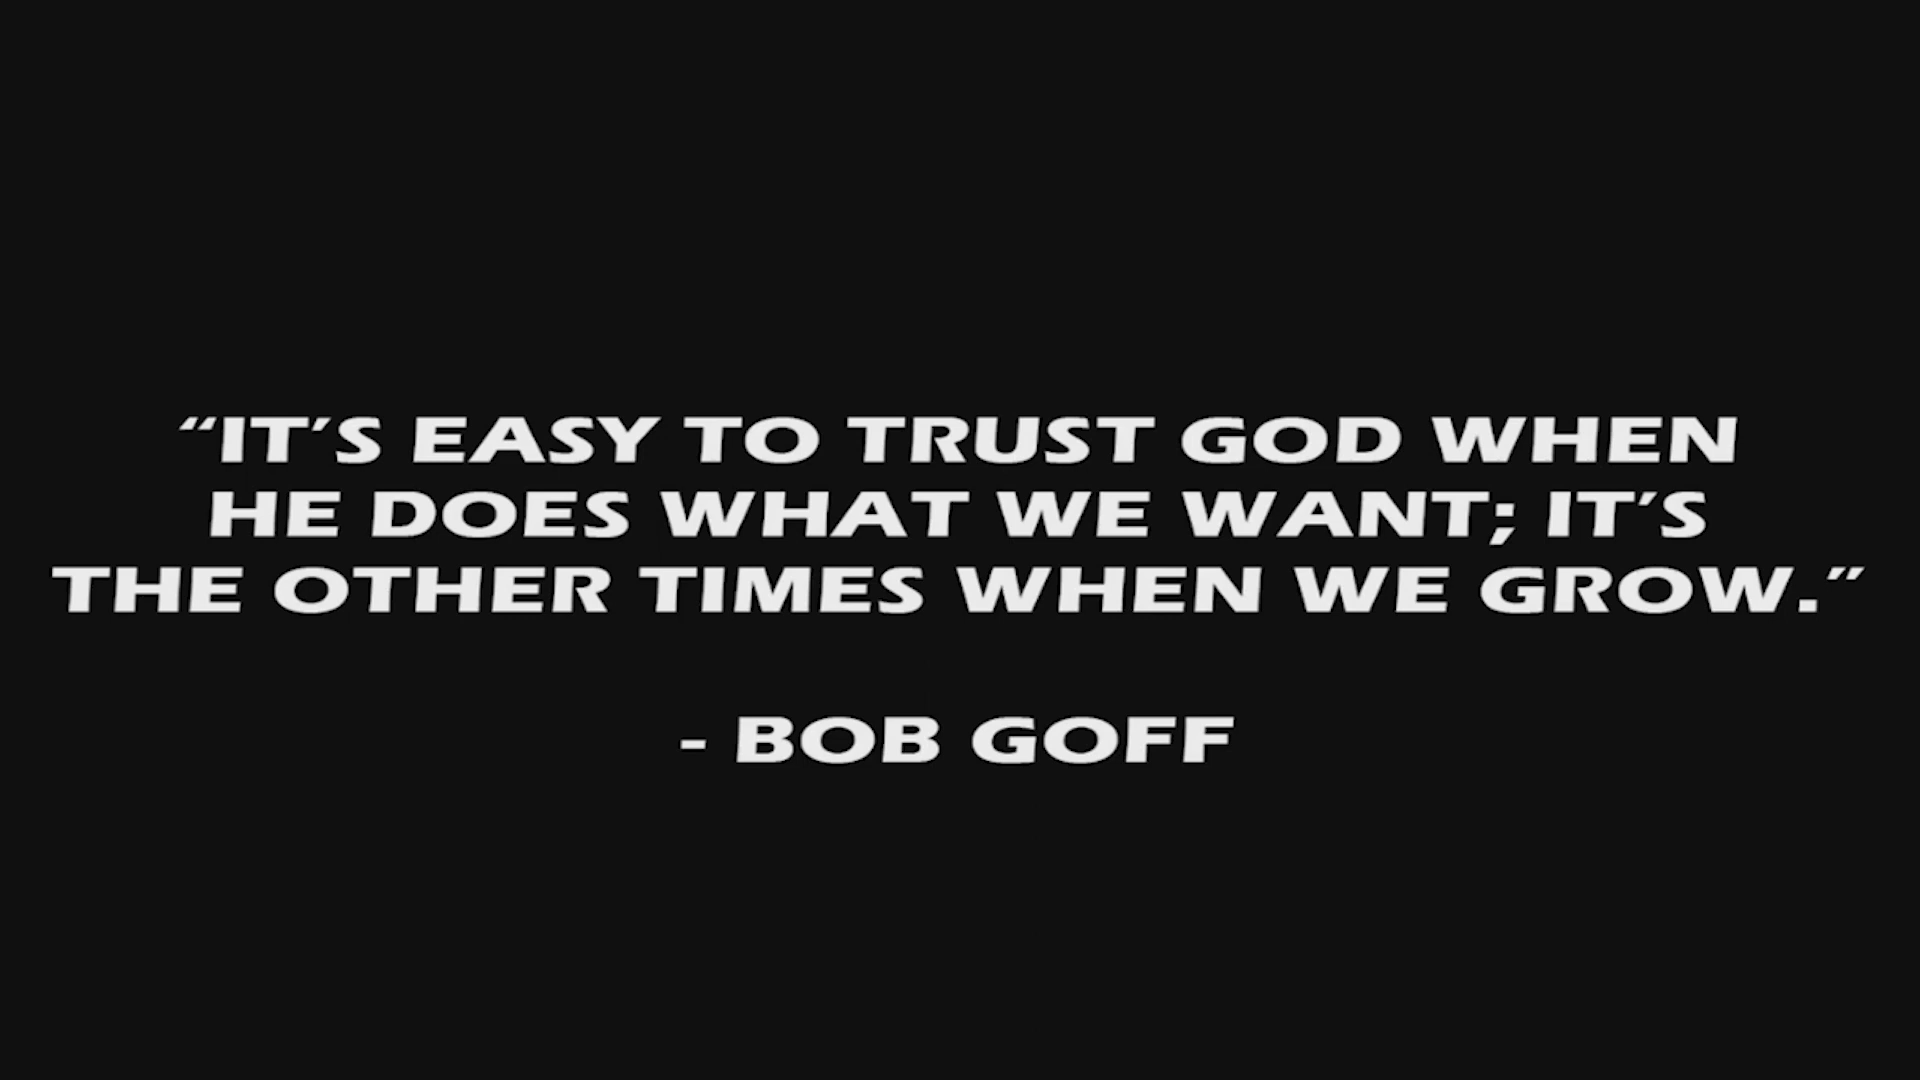 “IT’S EASY TO TRUST GOD WHEN
HE DOES WHAT WE WANT; IT’S
THE OTHER TIMES WHEN WE GROW.”
- BOB GOFF